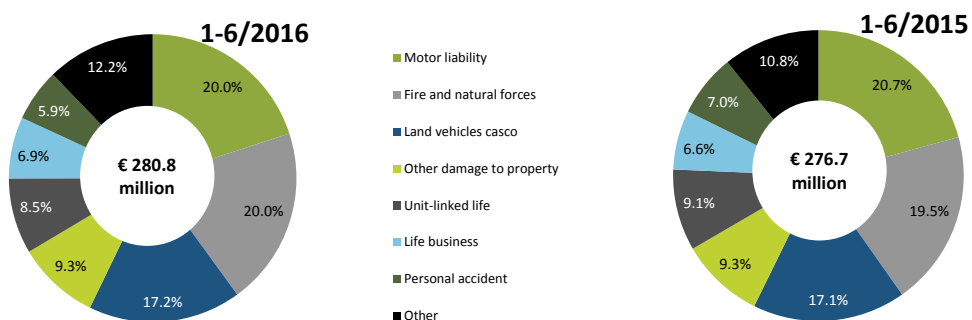 1-6/2016
12.2%
20.0%
5.9%
6.9%
€ 280.8
million
8.5%
20.0%
9.3%
17.2%
Motor liability
Fire and natural forces
Land vehicles casco
Other damage to property
Unit-linked life
Life business
Personal accident
Other
1-6/2015
10.8%
20.7%
7.0%
6.6%
€ 276.7
million
9.1%
19.5%
9.3%
17.1%